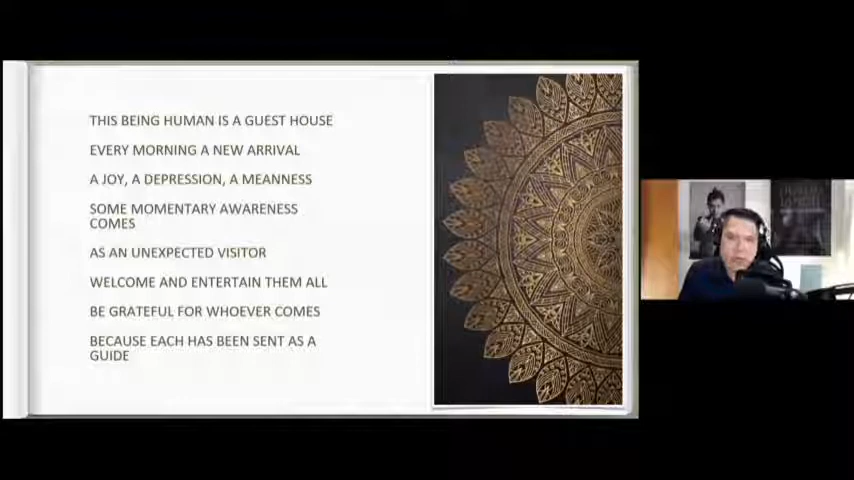 THIS BEING HUMAN IS A GUEST HOUSE
EVERY MORNING A NEW ARRIVAL
A JOY, A DEPRESSION, A MEANNESS
SOME MOMENTARY AWARENESS
COMES
AS AN UNEXPECTED VISITOR
WELCOME AND ENTERTAIN THEM ALL
BE GRATEFUL FOR WHOEVER COMES
BECAUSE EACH HAS BEEN SENT AS A
GUIDE